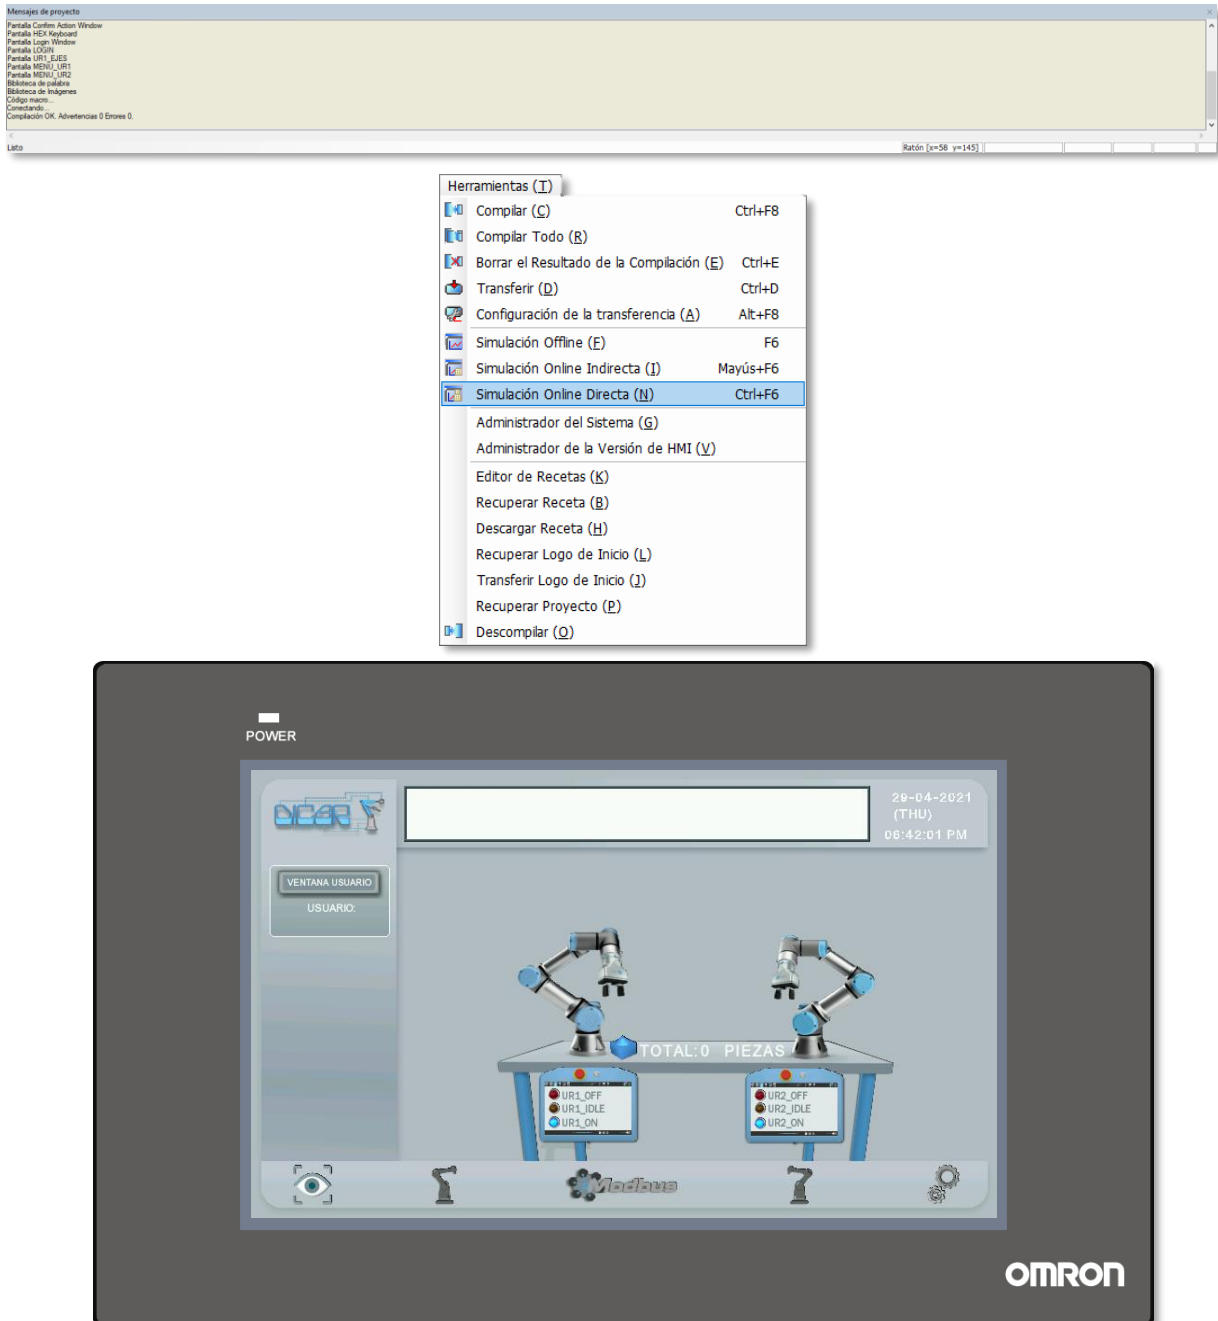 Mensajes de proyecto
Pantalla Confirm Action Window
Pantalla HEX Keyboard
Pantalla Login Window
Pantalla LOGIN
Pantalla UR1_EJES
Pantalla MENU_UR1
Pantalla MENU_UR2
Biblioteca de palabra
Biblioteca de Imágenes
Código macro...
Conectando...
Compilación OK. Advertencias 0 Errores 0.
Listo
Ratón [x=58 y=145]
Herramientas (T)
Compilar (C) Ctrl+F8
Compilar Todo (R)
Borrar el Resultado de la Compilación (E) Ctrl+E
Transferir (D) Ctrl+D
Configuración de la transferencia (A) Alt+F8
Simulación Offline (F) F6
Simulación Online Indirecta (I) Mayús+F6
Simulación Online Directa (N) Ctrl+F6
Administrador del Sistema (G)
Administrador de la Versión de HMI (V)
Editor de Recetas (K)
Recuperar Receta (B)
Descargar Receta (H)
Recuperar Logo de Inicio (L)
Transferir Logo de Inicio (J)
Recuperar Proyecto (P)
Descompilar (O)
POWER
DICAR
29-04-2021
(THU)
06:42:01 PM
VENTANA USUARIO
USUARIO:
TOTAL:0 PIEZAS
UR1_OFF
UR1_IDLE
UR1_ON
UR2_OFF
UR2_IDLE
UR2_ON
Modbus
OMRON